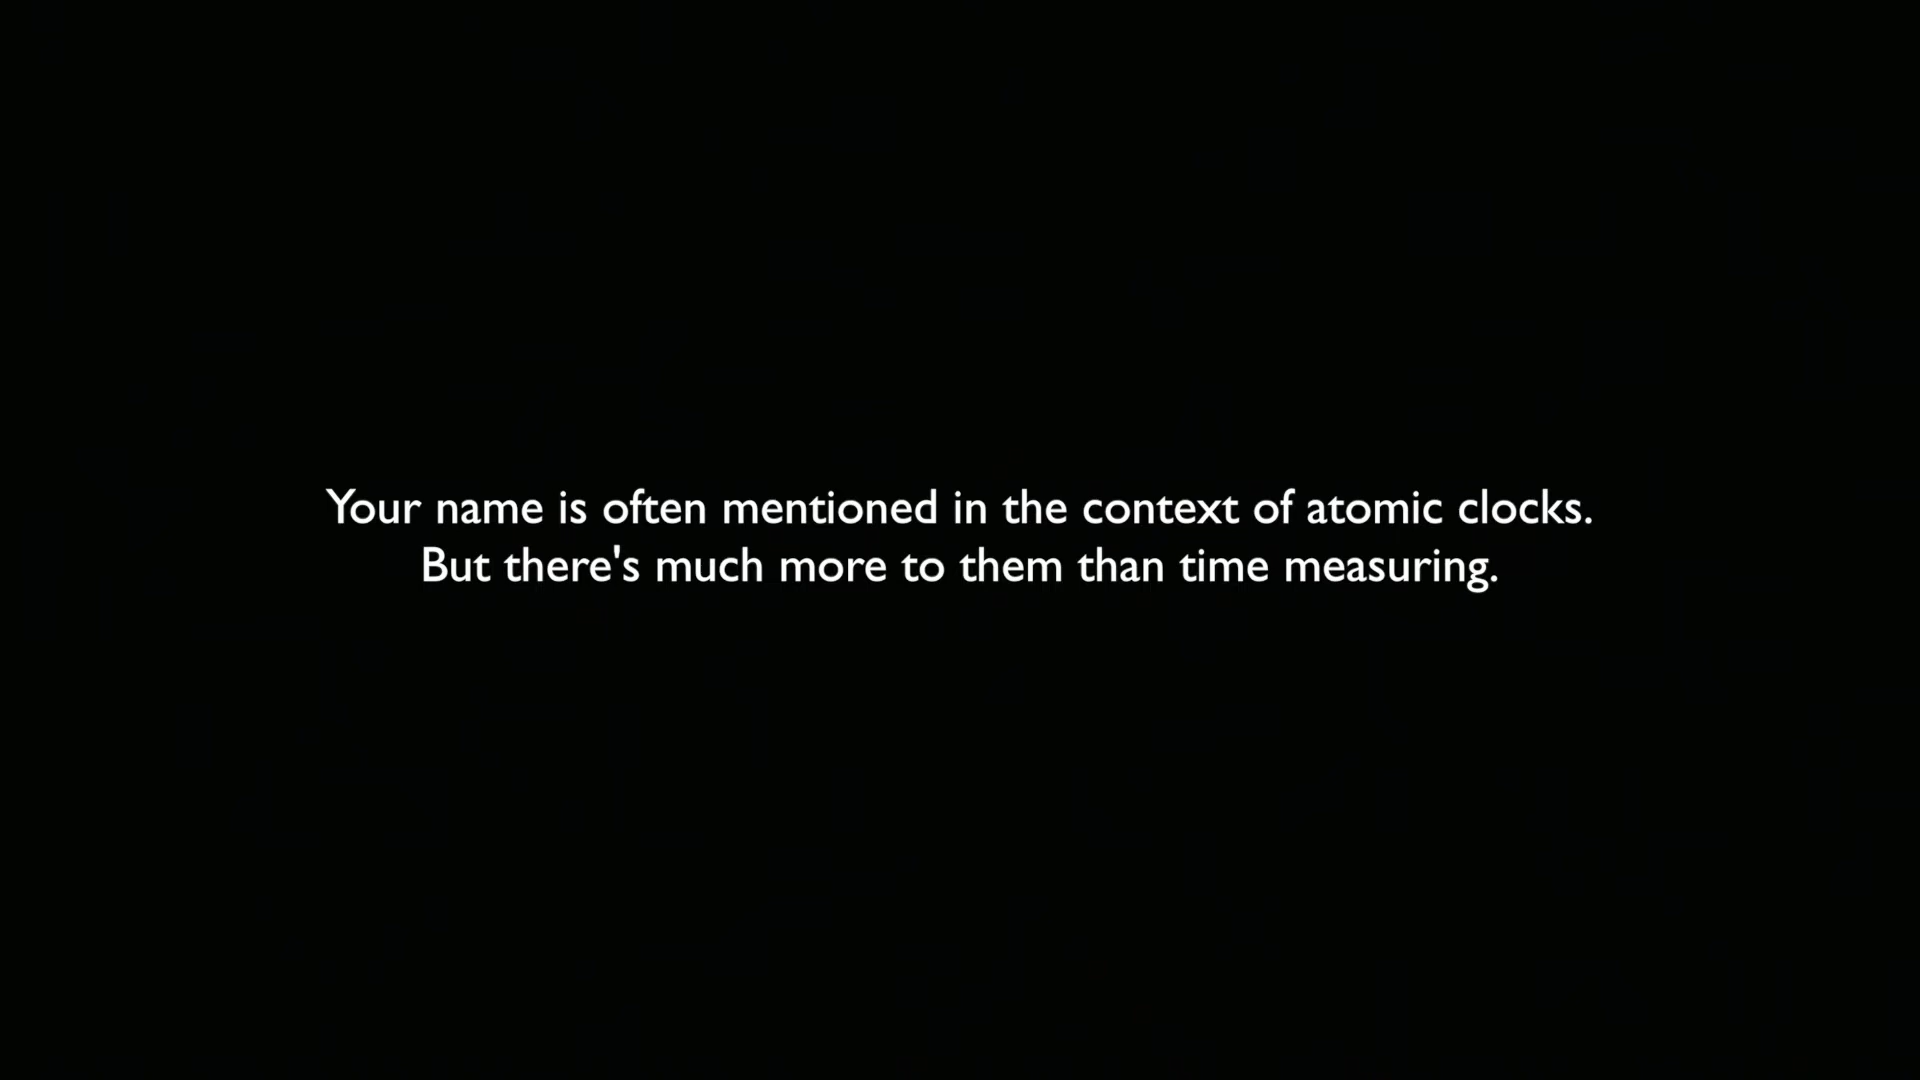 Your name is often mentioned in the context of atomic clocks.
But there's much more to them than time measuring.